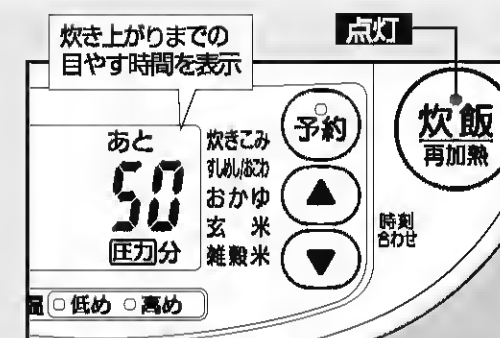 炊き上がりまでの
目やす時間を表示
点灯
あと
50
圧力分
炊きこみ
すしめし/おこわ
おかゆ
玄 米
雑穀米
予約
▲
▼
炊飯
再加熱
時刻
合わせ
温
低め 高め